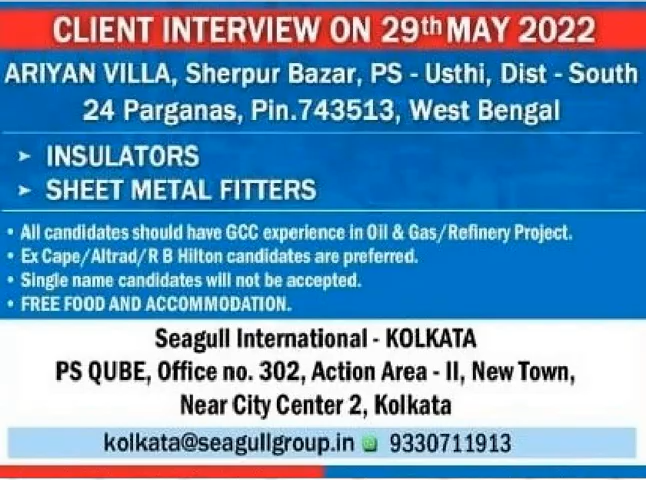 CLIENT INTERVIEW ON 29th MAY 2022
ARIYAN VILLA, Sherpur Bazar, PS - Usthi, Dist - South
24 Parganas, Pin.743513, West Bengal
➤ INSULATORS
➤ SHEET METAL FITTERS
• All candidates should have GCC experience in Oil & Gas/Refinery Project.
• Ex Cape/Altrad/R B Hilton candidates are preferred.
• Single name candidates will not be accepted.
• FREE FOOD AND ACCOMMODATION.
Seagull International - KOLKATA
PS QUBE, Office no. 302, Action Area - II, New Town,
Near City Center 2, Kolkata
kolkata@seagullgroup.in 9330711913